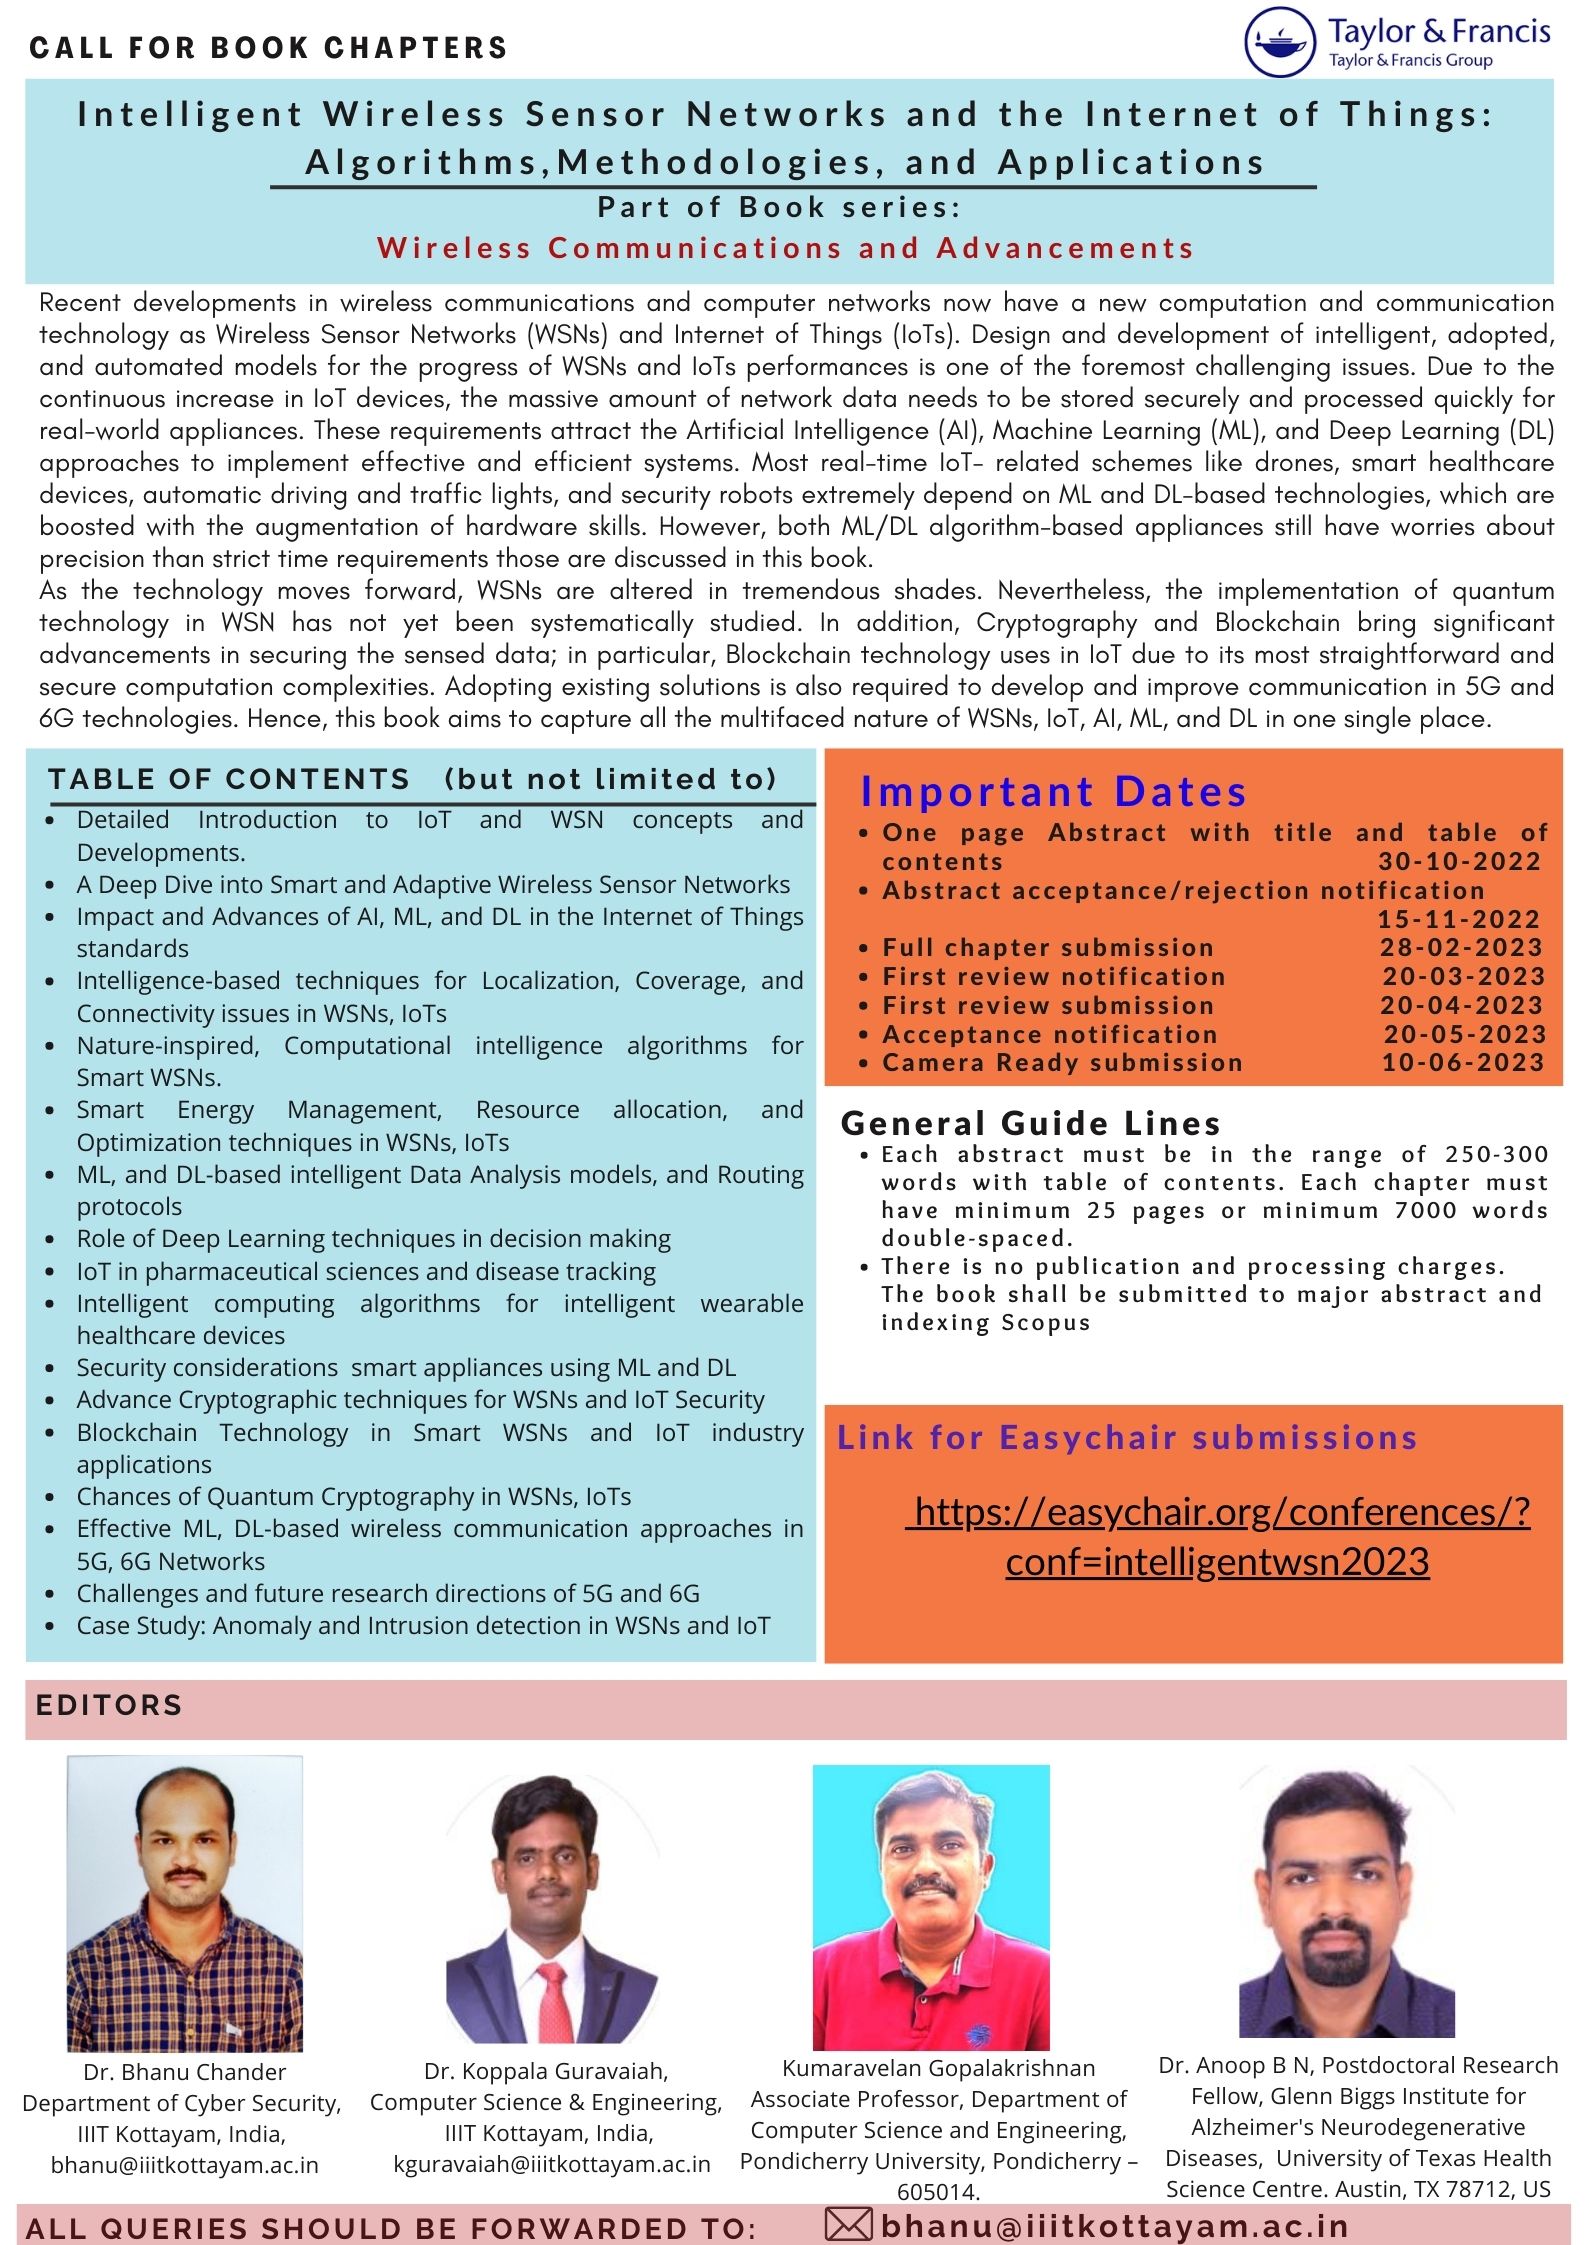 CALL FOR BOOK CHAPTERS
Taylor & Francis
Taylor & Francis Group
Intelligent Wireless Sensor Networks and the Internet of Things:
Algorithms,Methodologies, and Applications
Part of Book series:
Wireless Communications and Advancements
Recent developments in wireless communications and computer networks now have a new computation and communication
technology as Wireless Sensor Networks (WSNs) and Internet of Things (IoTs). Design and development of intelligent, adopted,
and automated models for the progress of WSNs and IoTs performances is one of the foremost challenging issues. Due to the
continuous increase in IoT devices, the massive amount of network data needs to be stored securely and processed quickly for
real-world appliances. These requirements attract the Artificial Intelligence (AI), Machine Learning (ML), and Deep Learning (DL)
approaches to implement effective and efficient systems. Most real-time IoT- related schemes like drones, smart healthcare
devices, automatic driving and traffic lights, and security robots extremely depend on ML and DL-based technologies, which are
boosted with the augmentation of hardware skills. However, both ML/DL algorithm-based appliances still have worries about
precision than strict time requirements those are discussed in this book.
As the technology moves forward, WSNs are altered in tremendous shades. Nevertheless, the implementation of quantum
technology in WSN has not yet been systematically studied. In addition, Cryptography and Blockchain bring significant
advancements in securing the sensed data; in particular, Blockchain technology uses in IoT due to its most straightforward and
secure computation complexities. Adopting existing solutions is also required to develop and improve communication in 5G and
6G technologies. Hence, this book aims to capture all the multifaced nature of WSNs, IoT, AI, ML, and DL in one single place.
TABLE OF CONTENTS (but not limited to)
• Detailed Introduction to IoT and WSN concepts and
Developments.
• A Deep Dive into Smart and Adaptive Wireless Sensor Networks
• Impact and Advances of AI, ML, and DL in the Internet of Things
standards
• Intelligence-based techniques for Localization, Coverage, and
Connectivity issues in WSNs, IoTs
• Nature-inspired, Computational intelligence algorithms for
Smart WSNs.
• Smart Energy Management, Resource allocation, and
Optimization techniques in WSNs, IoTs
• ML, and DL-based intelligent Data Analysis models, and Routing
protocols
• Role of Deep Learning techniques in decision making
• IoT in pharmaceutical sciences and disease tracking
• Intelligent computing algorithms for intelligent wearable
healthcare devices
• Security considerations smart appliances using ML and DL
• Advance Cryptographic techniques for WSNs and IoT Security
• Blockchain Technology in Smart WSNs and IoT industry
applications
• Chances of Quantum Cryptography in WSNs, IoTs
• Effective ML, DL-based wireless communication approaches in
5G, 6G Networks
• Challenges and future research directions of 5G and 6G
• Case Study: Anomaly and Intrusion detection in WSNs and IoT
Important Dates
• One page Abstract with title and table of
contents 30-10-2022
• Abstract acceptance/rejection notification
15-11-2022
• Full chapter submission 28-02-2023
• First review notification 20-03-2023
• First review submission 20-04-2023
• Acceptance notification 20-05-2023
• Camera Ready submission 10-06-2023
General Guide Lines
• Each abstract must be in the range of 250-300
words with table of contents. Each chapter must
have minimum 25 pages or minimum 7000 words
double-spaced.
• There is no publication and processing charges.
The book shall be submitted to major abstract and
indexing Scopus
Link for Easychair submissions
https://easychair.org/conferences/?
conf=intelligentwsn2023
EDITORS
Dr. Bhanu Chander
Department of Cyber Security,
IIIT Kottayam, India,
bhanu@iiitkottayam.ac.in
Dr. Koppala Guravaiah,
Computer Science & Engineering,
IIIT Kottayam, India,
kguravaiah@iiitkottayam.ac.in
Kumaravelan Gopalakrishnan
Associate Professor, Department of
Computer Science and Engineering,
Pondicherry University, Pondicherry –
605014.
Dr. Anoop B N, Postdoctoral Research
Fellow, Glenn Biggs Institute for
Alzheimer's Neurodegenerative
Diseases, University of Texas Health
Science Centre. Austin, TX 78712, US
ALL QUERIES SHOULD BE FORWARDED TO: bhanu@iiitkottayam.ac.in